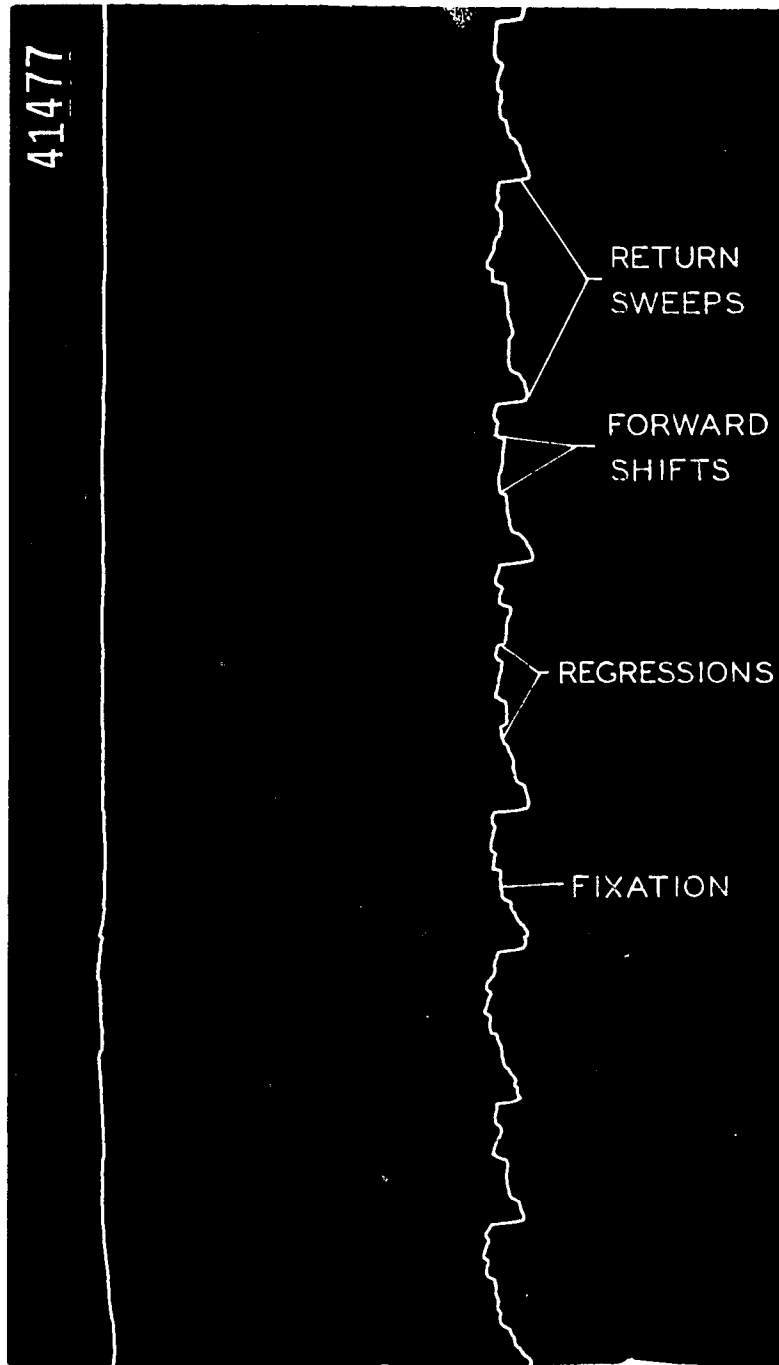 41477
RETURN
SWEEPS
FORWARD
SHIFTS
REGRESSIONS
FIXATION